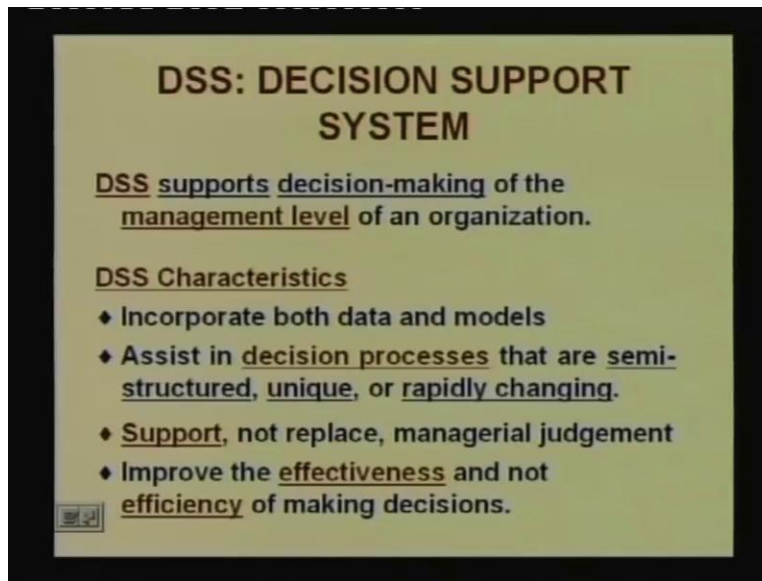 DSS: DECISION SUPPORT
SYSTEM
DSS supports decision-making of the
management level of an organization.
DSS Characteristics
♦ Incorporate both data and models
♦ Assist in decision processes that are semi-
structured, unique, or rapidly changing.
♦ Support, not replace, managerial judgement
♦ Improve the effectiveness and not
efficiency of making decisions.